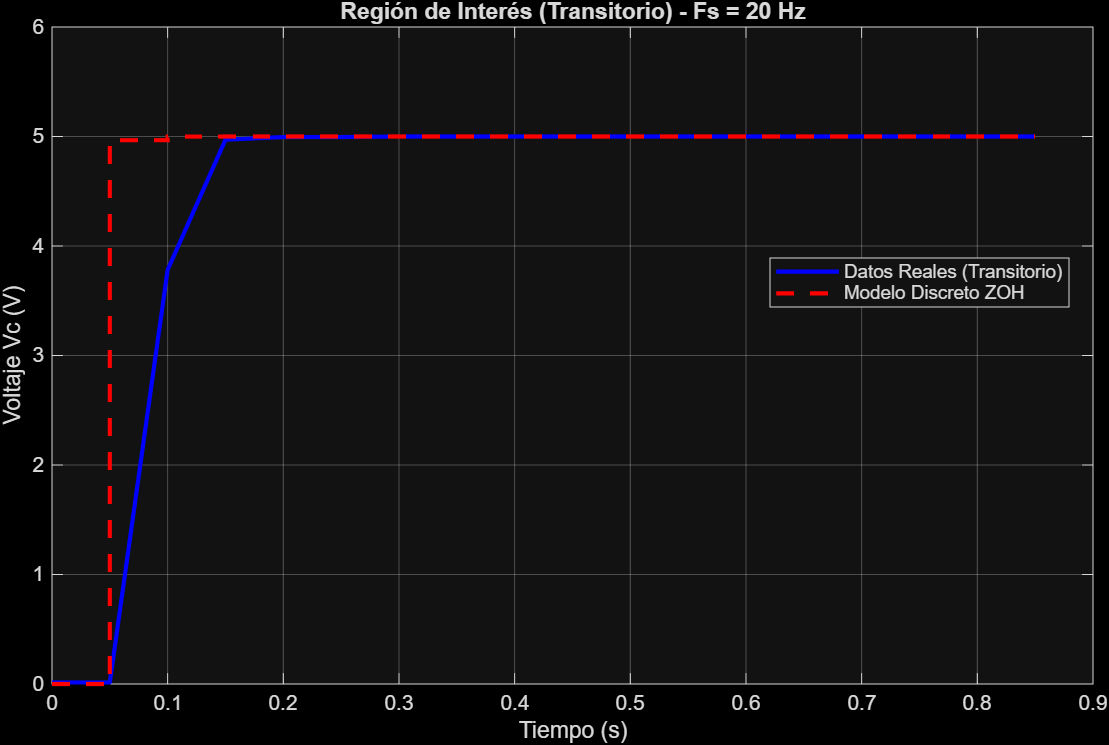 Región de Interés (Transitorio) - Fs = 20 Hz
6
5
4
3
2
1
0
Voltaje Vc (V)
Datos Reales (Transitorio)
Modelo Discreto ZOH
0 0.1 0.2 0.3 0.4 0.5 0.6 0.7 0.8 0.9
Tiempo (s)